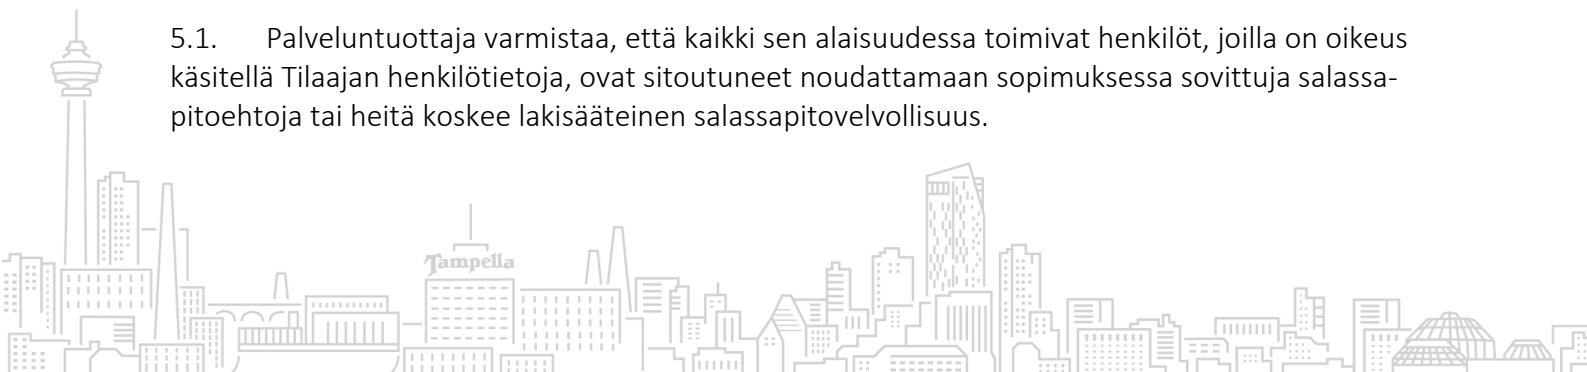 5.1. Palveluntuottaja varmistaa, että kaikki sen alaisuudessa toimivat henkilöt, joilla on oikeus
käsitellä Tilaajan henkilötietoja, ovat sitoutuneet noudattamaan sopimuksessa sovittuja salassa-
pitoehtoja tai heitä koskee lakisääteinen salassapitovelvollisuus.
Tampella